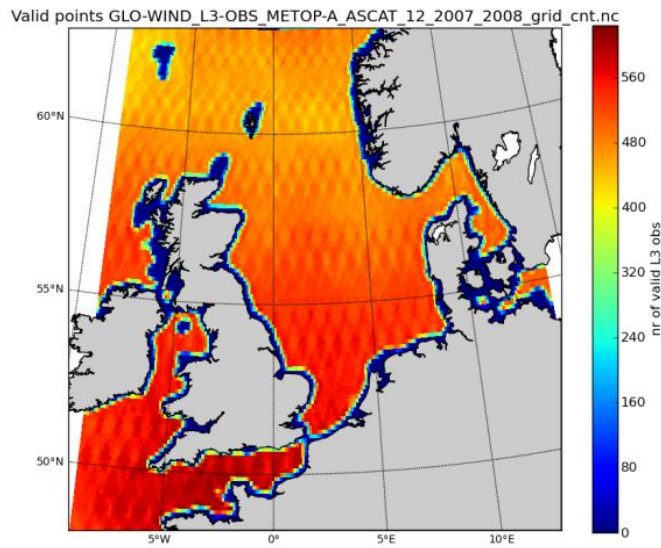 Valid points GLO-WIND_L3-OBS_METOP-A_ASCAT_12_2007_2008_grid_cnt.nc
60°N
55°N
50°N
5°W
0°
5°E
10°E
560
480
400
320
240
160
80
0
nr of valid L3 obs